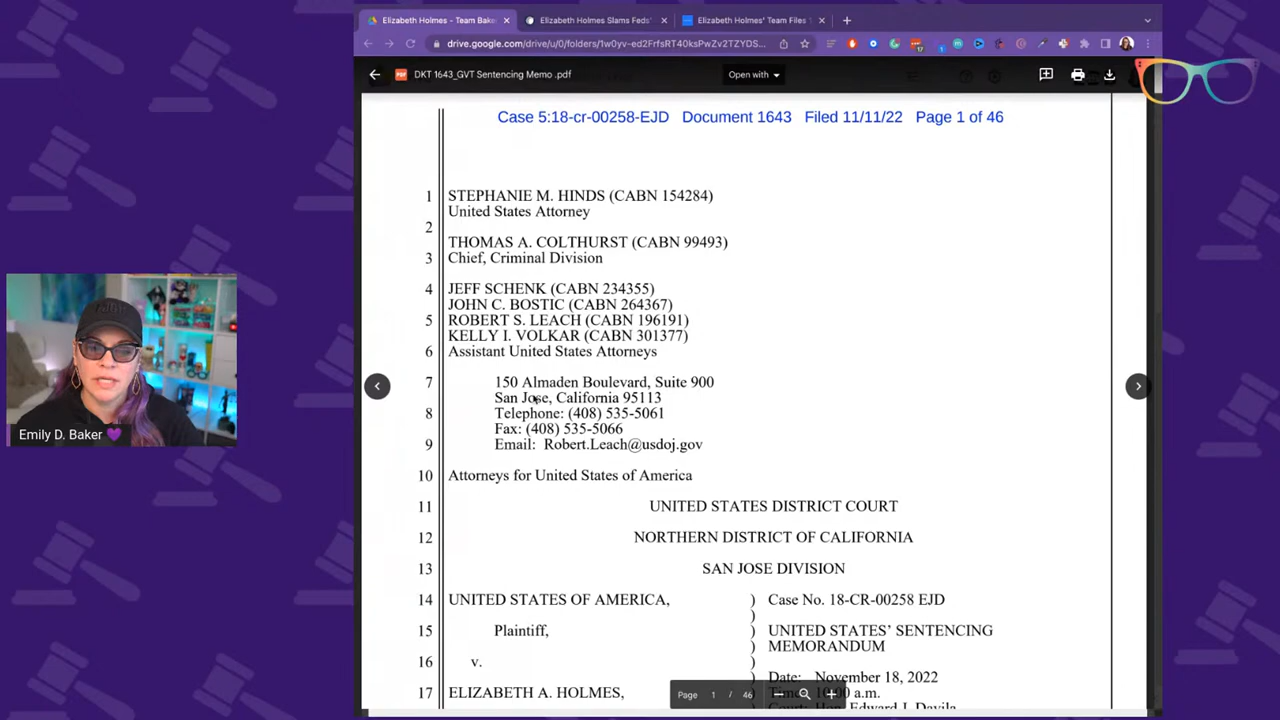 Elizabeth Holmes - Team Bake
Elizabeth Holmes Slams Feds'
Elizabeth Holmes' Team Files
drive.google.com/drive/u/0/folders/1w0yv-ed2FrfsRT40ksPwZv2TZYDS...
DKT 1643_GVT Sentencing Memo .pdf
Open with
Case 5:18-cr-00258-EJD Document 1643 Filed 11/11/22 Page 1 of 46
1 STEPHANIE M. HINDS (CABN 154284)
United States Attorney
2
THOMAS A. COLTHURST (CABN 99493)
3 Chief, Criminal Division
4 JEFF SCHENK (CABN 234355)
JOHN C. BOSTIC (CABN 264367)
5 ROBERT S. LEACH (CABN 196191)
KELLY I. VOLKAR (CABN 301377)
6 Assistant United States Attorneys
7 150 Almaden Boulevard, Suite 900
San Jose, California 95113
8 Telephone: (408) 535-5061
Fax: (408) 535-5066
9 Email: Robert.Leach@usdoj.gov
10 Attorneys for United States of America
11 UNITED STATES DISTRICT COURT
12 NORTHERN DISTRICT OF CALIFORNIA
13 SAN JOSE DIVISION
14 UNITED STATES OF AMERICA, ) Case No. 18-CR-00258 EJD
)
15 Plaintiff, ) UNITED STATES' SENTENCING
) MEMORANDUM
16 v. )
) Date: November 18, 2022
17 ELIZABETH A. HOLMES, ) Time: 10:00 a.m.
Court: Hon. Edward J. Davila
Page 1 / 46
Emily D. Baker 💜